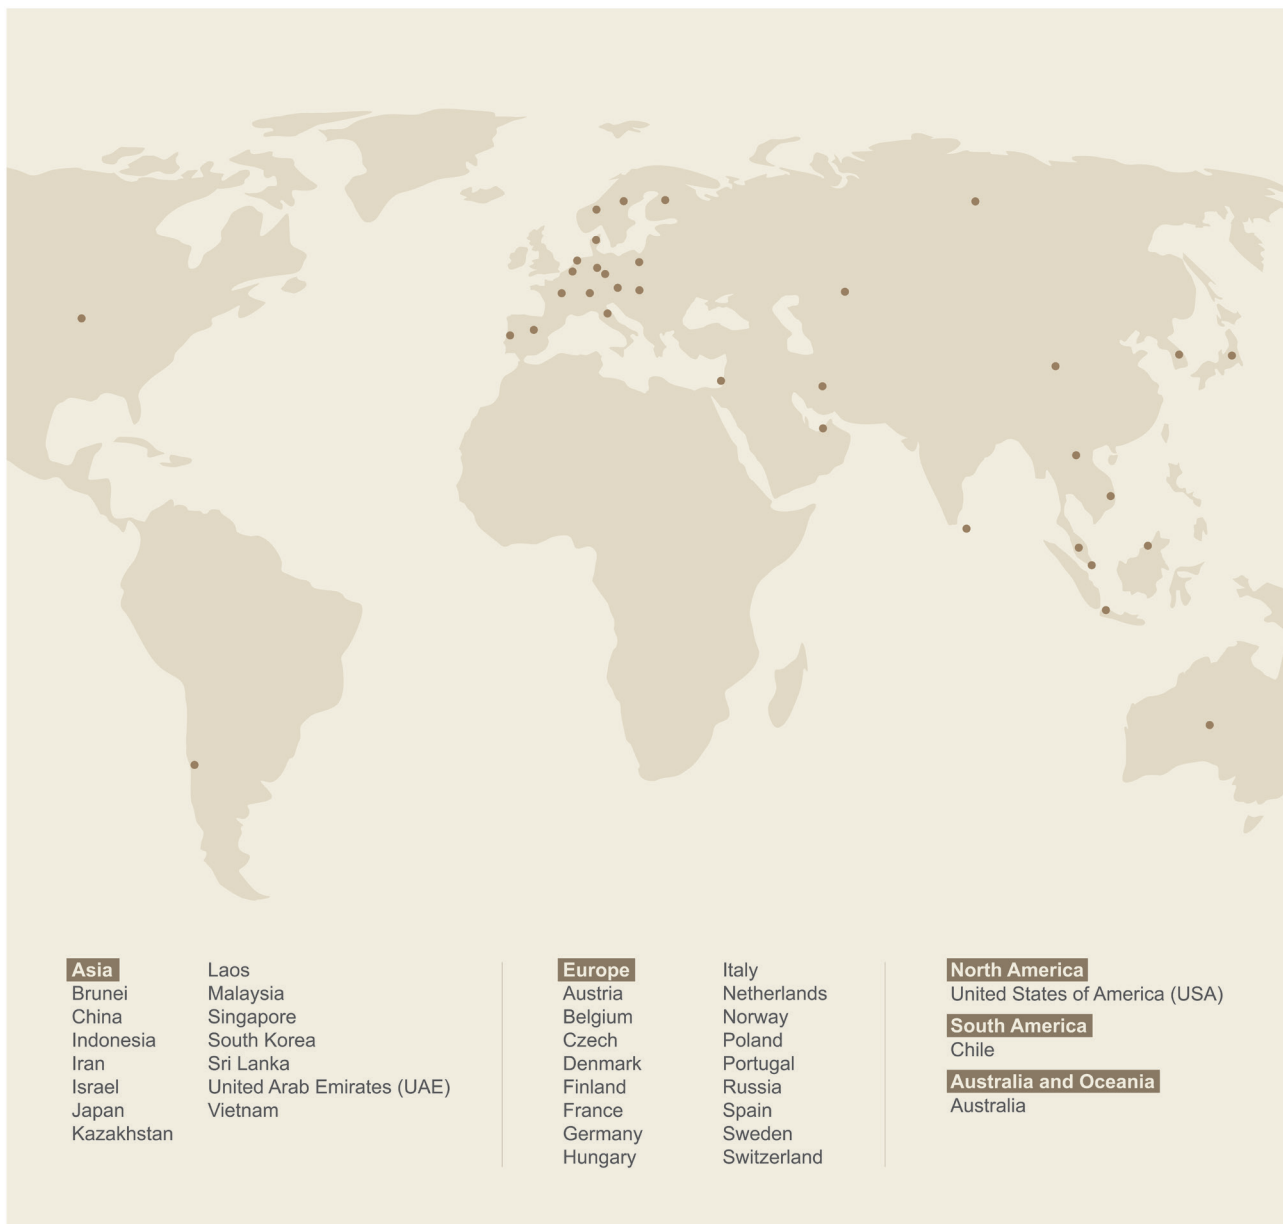 Asia
Brunei
China
Indonesia
Iran
Israel
Japan
Kazakhstan
Laos
Malaysia
Singapore
South Korea
Sri Lanka
United Arab Emirates (UAE)
Vietnam
Europe
Austria
Belgium
Czech
Denmark
Finland
France
Germany
Hungary
Italy
Netherlands
Norway
Poland
Portugal
Russia
Spain
Sweden
Switzerland
North America
United States of America (USA)
South America
Chile
Australia and Oceania
Australia